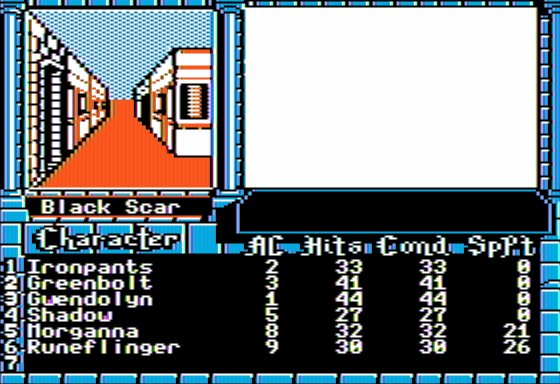 Black Scar
Character AC Hits Cond SpPt
1 Ironpants 2 33 33 0
2 Greenbolt 3 41 41 0
3 Gwendolyn 1 44 44 0
4 Shadow 5 27 27 0
5 Morganna 8 32 32 21
6 Runeflinger 9 30 30 26
7